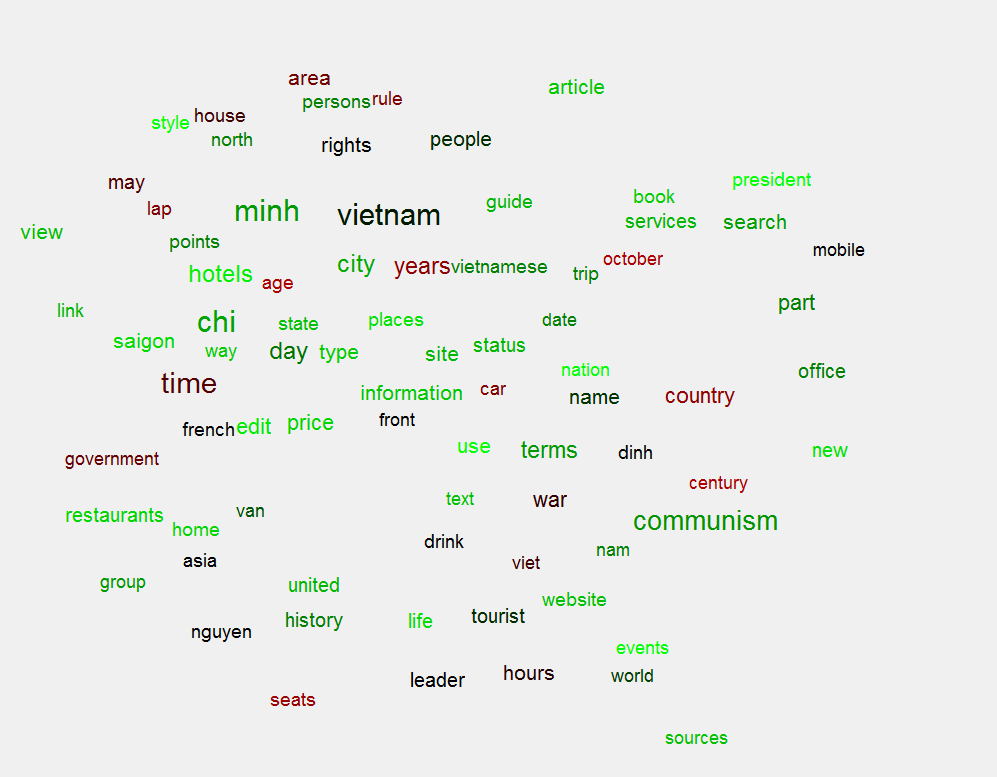 area
article
persons rule
style house
north
rights people
may
president
lap minh vietnam guide book
view points services search
hotels city years vietnamese trip october mobile
age
link part
chi state places date
saigon way day type site status
time nation office
information car name country
french edit price front
government use terms dinh new
century
restaurants van text war communism
home
asia drink viet nam
group united website
nguyen history life tourist
events
leader hours world
seats
sources